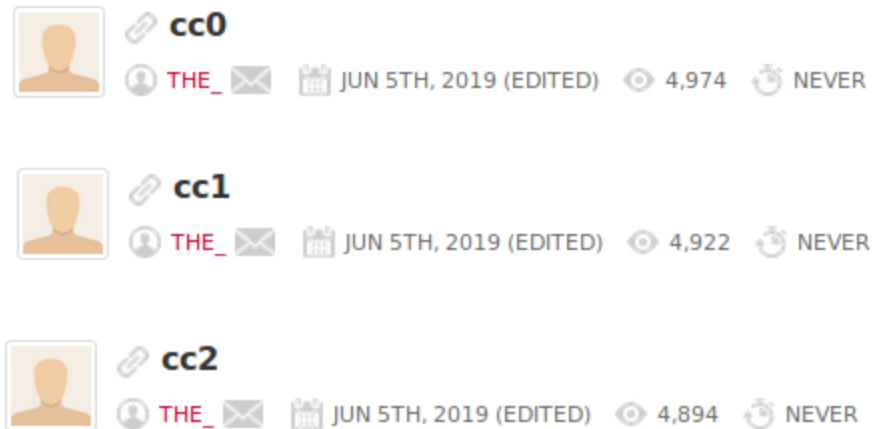 cc0
THE_ JUN 5TH, 2019 (EDITED) 4,974 NEVER
cc1
THE_ JUN 5TH, 2019 (EDITED) 4,922 NEVER
cc2
THE_ JUN 5TH, 2019 (EDITED) 4,894 NEVER